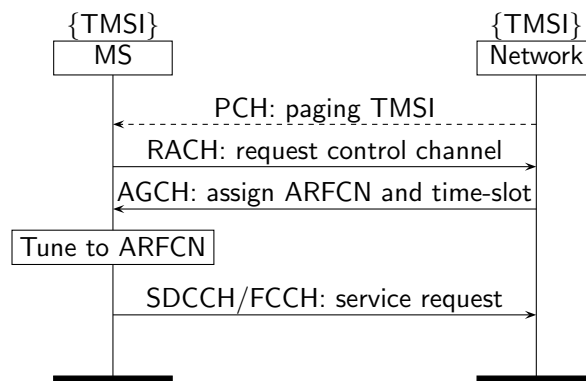 {TMSI} {TMSI}
MS Network
PCH: paging TMSI
RACH: request control channel
AGCH: assign ARFCN and time-slot
Tune to ARFCN
SDCCH/FCCH: service request